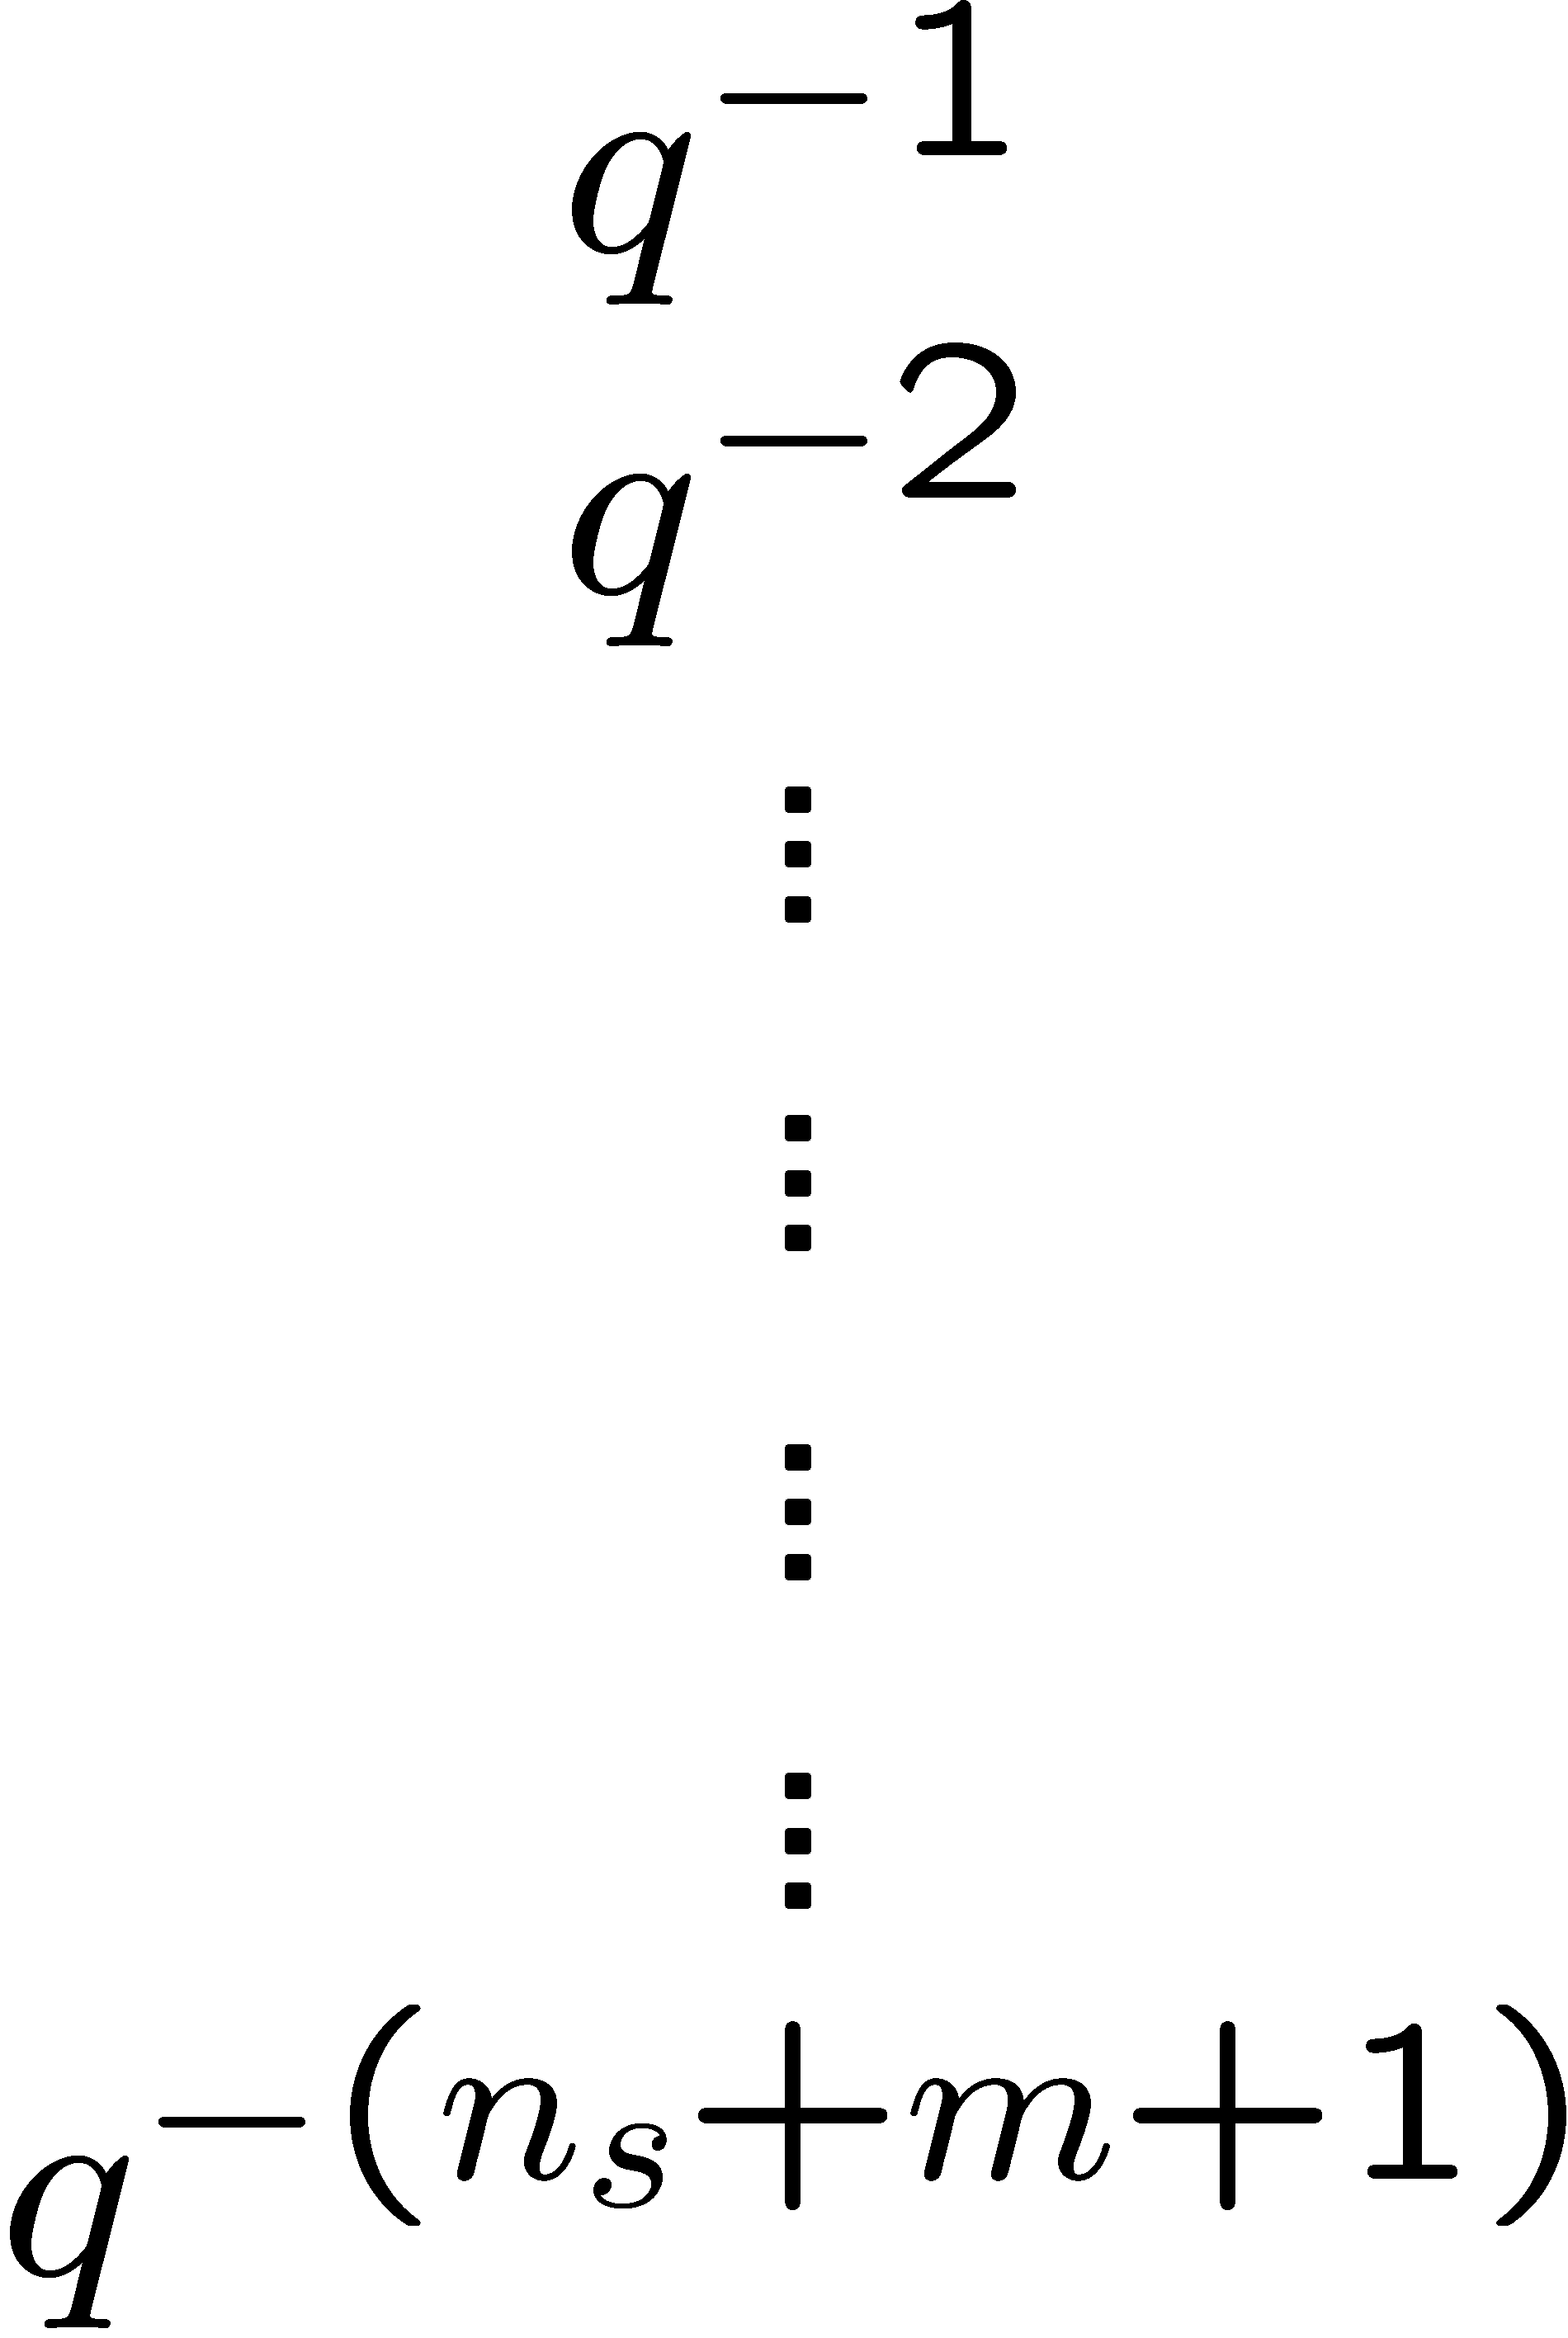 q⁻¹
q⁻²
⋮
⋮
⋮
⋮
q^{-(n_s+m+1)}